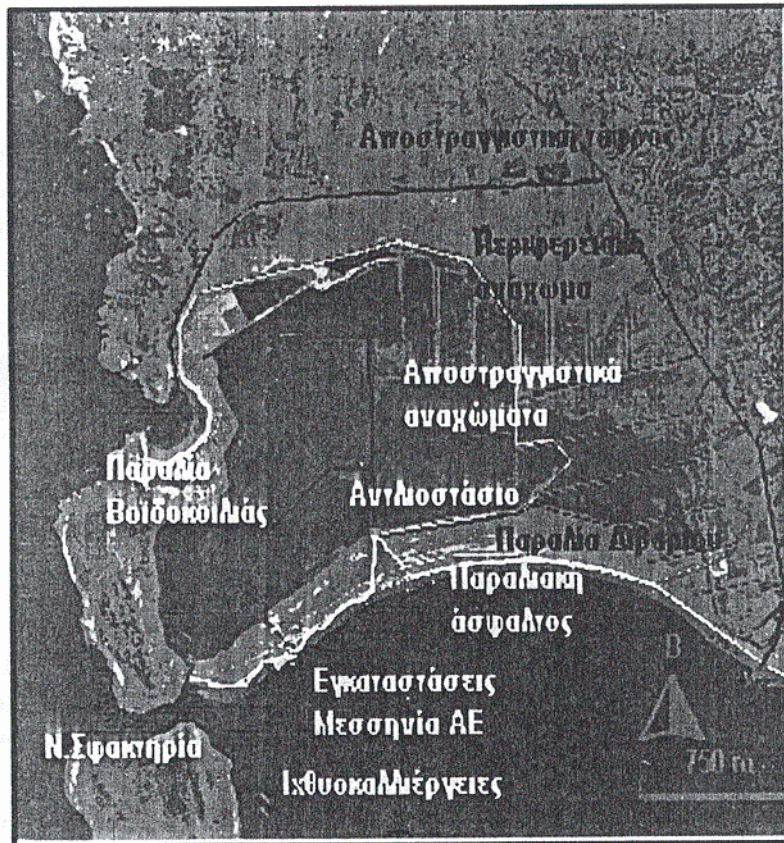 Αποστραγγιστική τάφρος
Περιφερειακό
ανάχωμα
Αποστραγγιστικά
αναχώματα
Παραλία
Βοϊδοκοιλιάς
Αντλιοστάσιο
Παραλία Διβαρίου
Παραλιακή
άσφαλτος
Εγκαταστάσεις
Μεσσηνία ΑΕ
Β
Ν.Σφακτηρία
750 m
Ιχθυοκαλλιέργειες